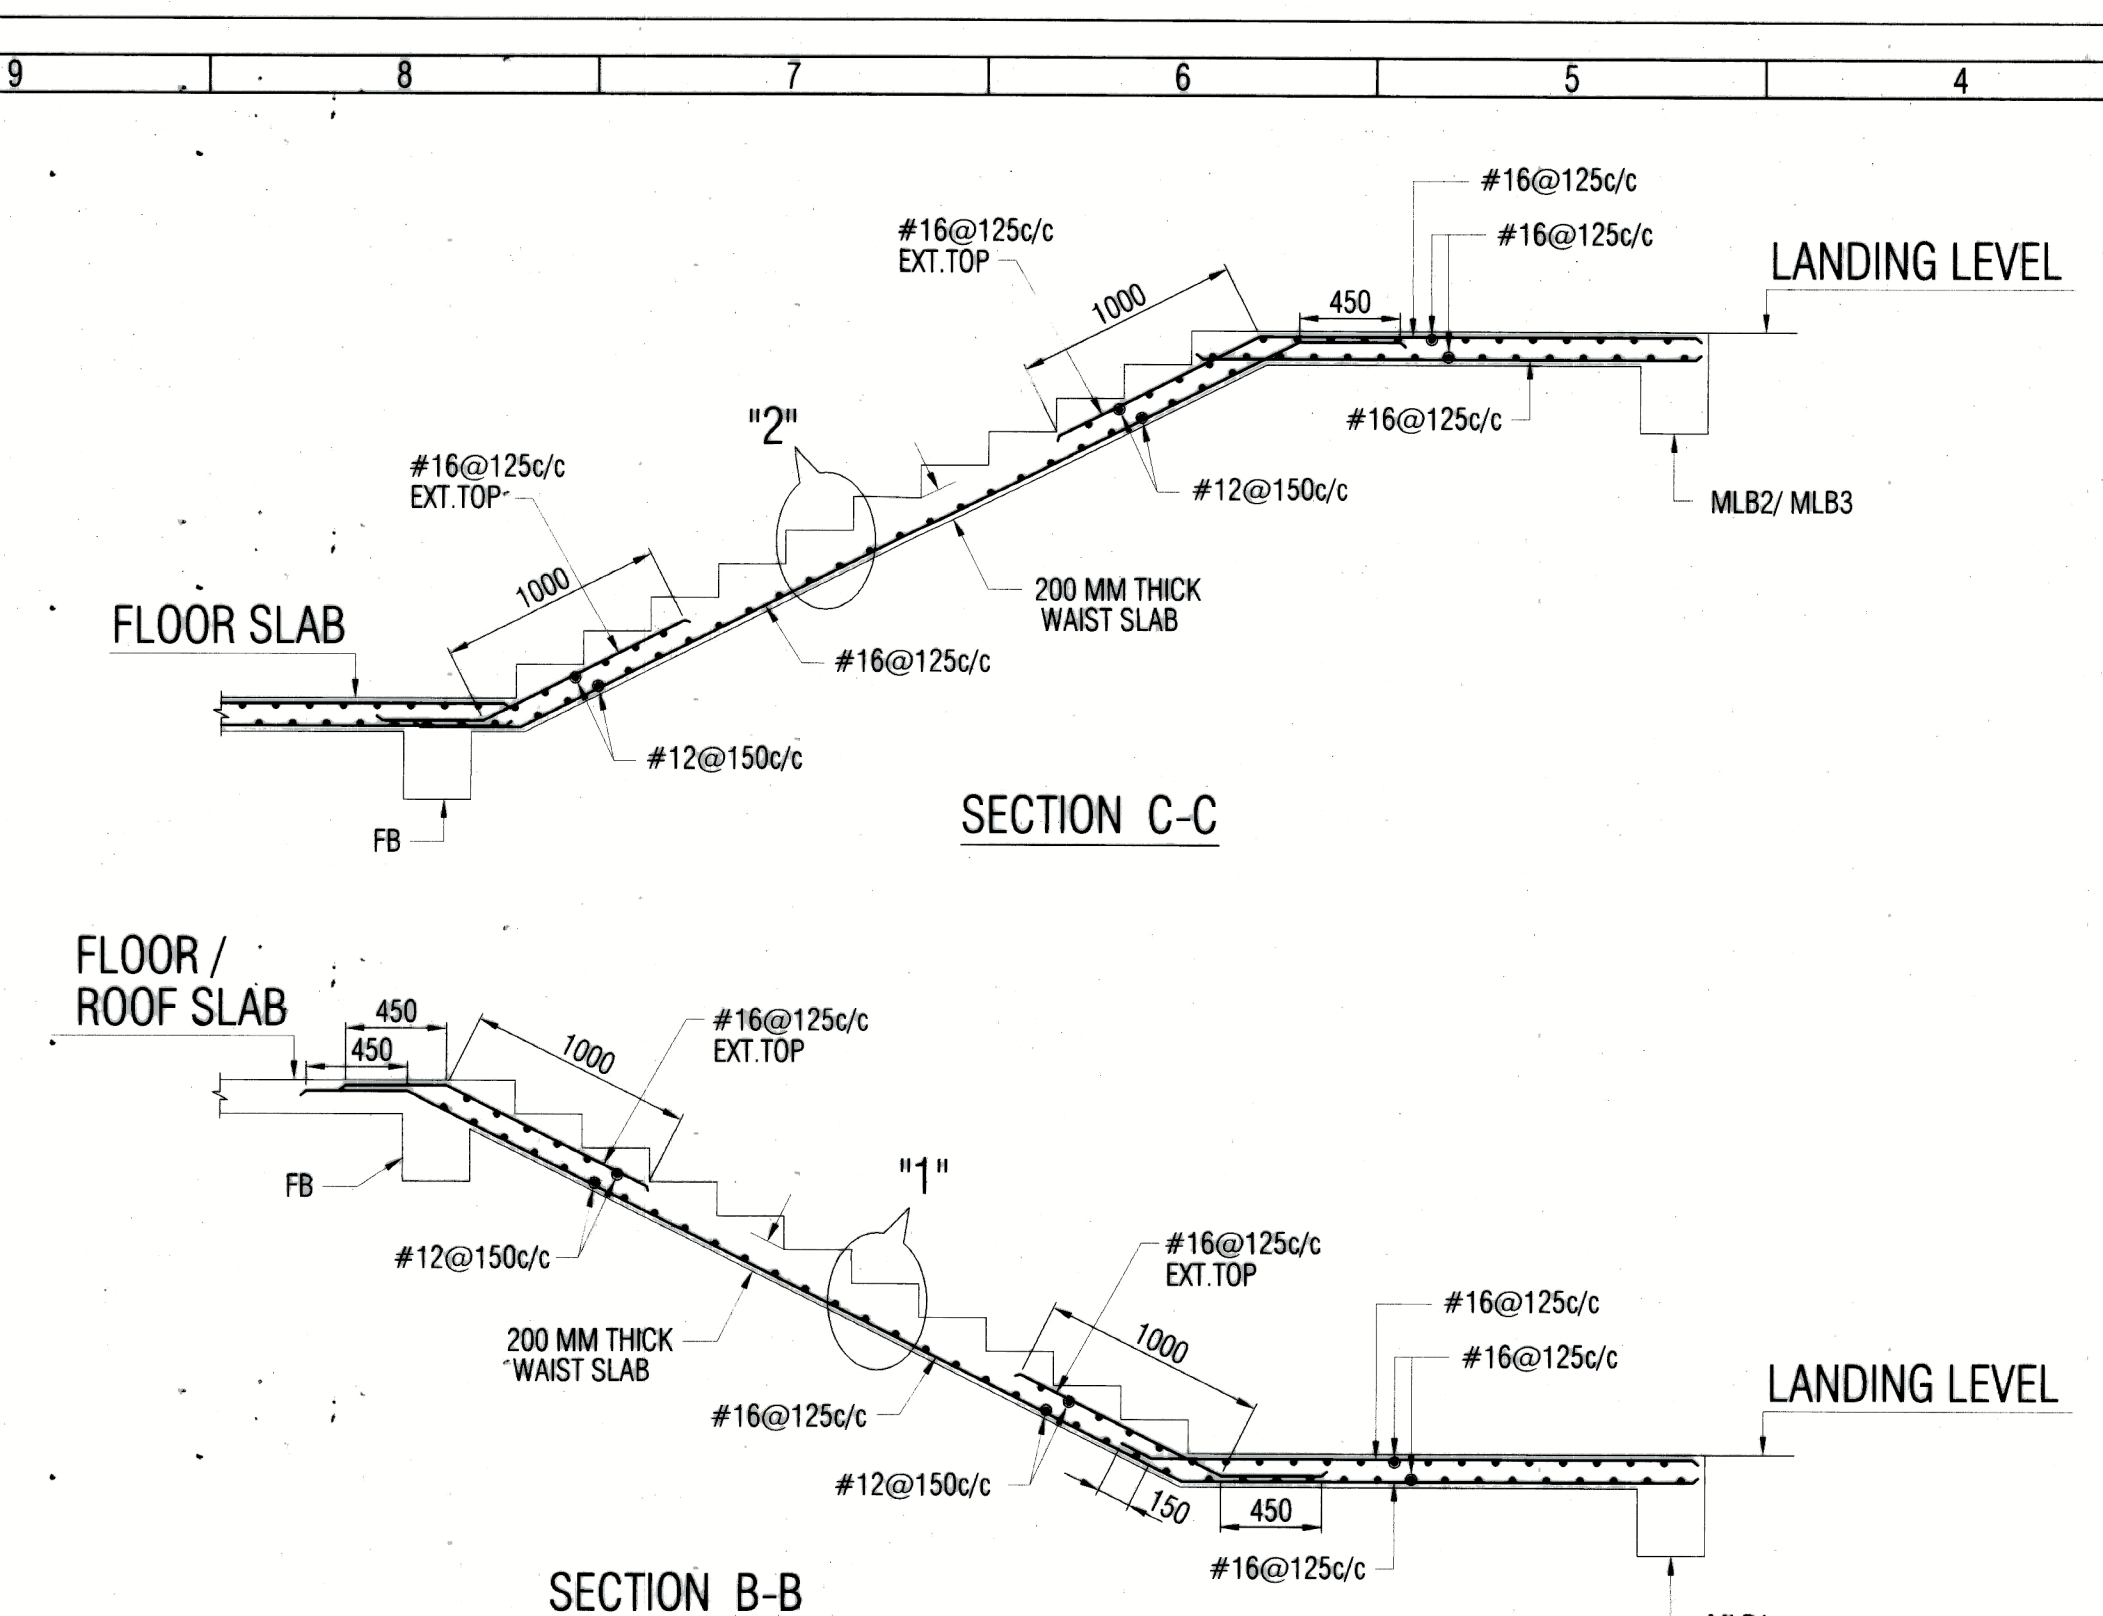 9 8 7 6 5 4
#16@125c/c
#16@125c/c
#16@125c/c
EXT.TOP
LANDING LEVEL
1000
450
"2"
#16@125c/c
#16@125c/c
EXT.TOP
#12@150c/c
MLB2/ MLB3
1000
200 MM THICK
WAIST SLAB
FLOOR SLAB
#16@125c/c
#12@150c/c
SECTION C-C
FB
FLOOR /
ROOF SLAB
450
450
1000
#16@125c/c
EXT.TOP
FB
"1"
#12@150c/c
#16@125c/c
EXT.TOP
200 MM THICK
WAIST SLAB
1000
#16@125c/c
#16@125c/c
LANDING LEVEL
#16@125c/c
#12@150c/c
150
450
#16@125c/c
SECTION B-B